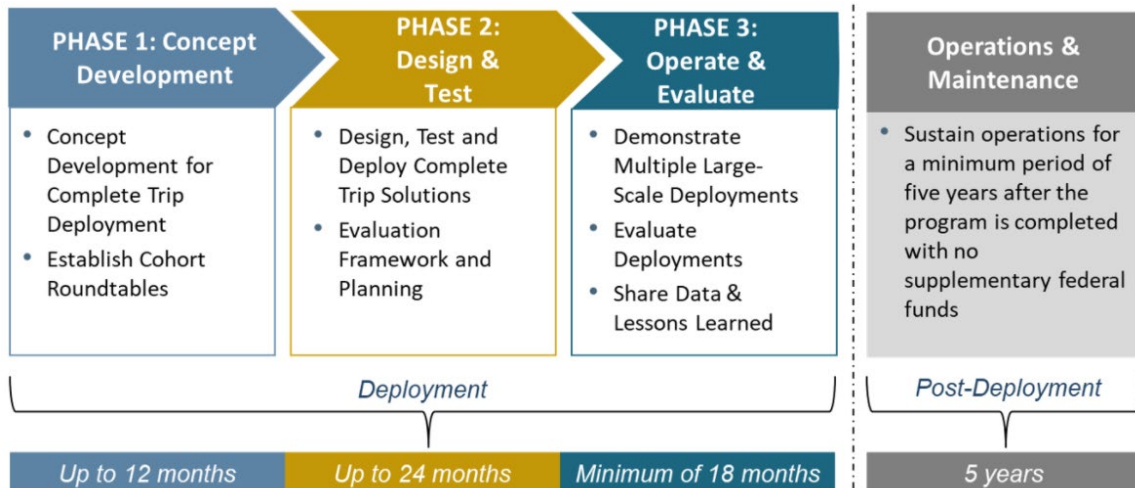 PHASE 1: Concept
Development
• Concept
Development for
Complete Trip
Deployment
• Establish Cohort
Roundtables
PHASE 2:
Design &
Test
• Design, Test and
Deploy Complete
Trip Solutions
• Evaluation
Framework and
Planning
PHASE 3:
Operate &
Evaluate
• Demonstrate
Multiple Large-
Scale Deployments
• Evaluate
Deployments
• Share Data &
Lessons Learned
Operations &
Maintenance
• Sustain operations for
a minimum period of
five years after the
program is completed
with no
supplementary federal
funds
Deployment
Post-Deployment
Up to 12 months
Up to 24 months
Minimum of 18 months
5 years